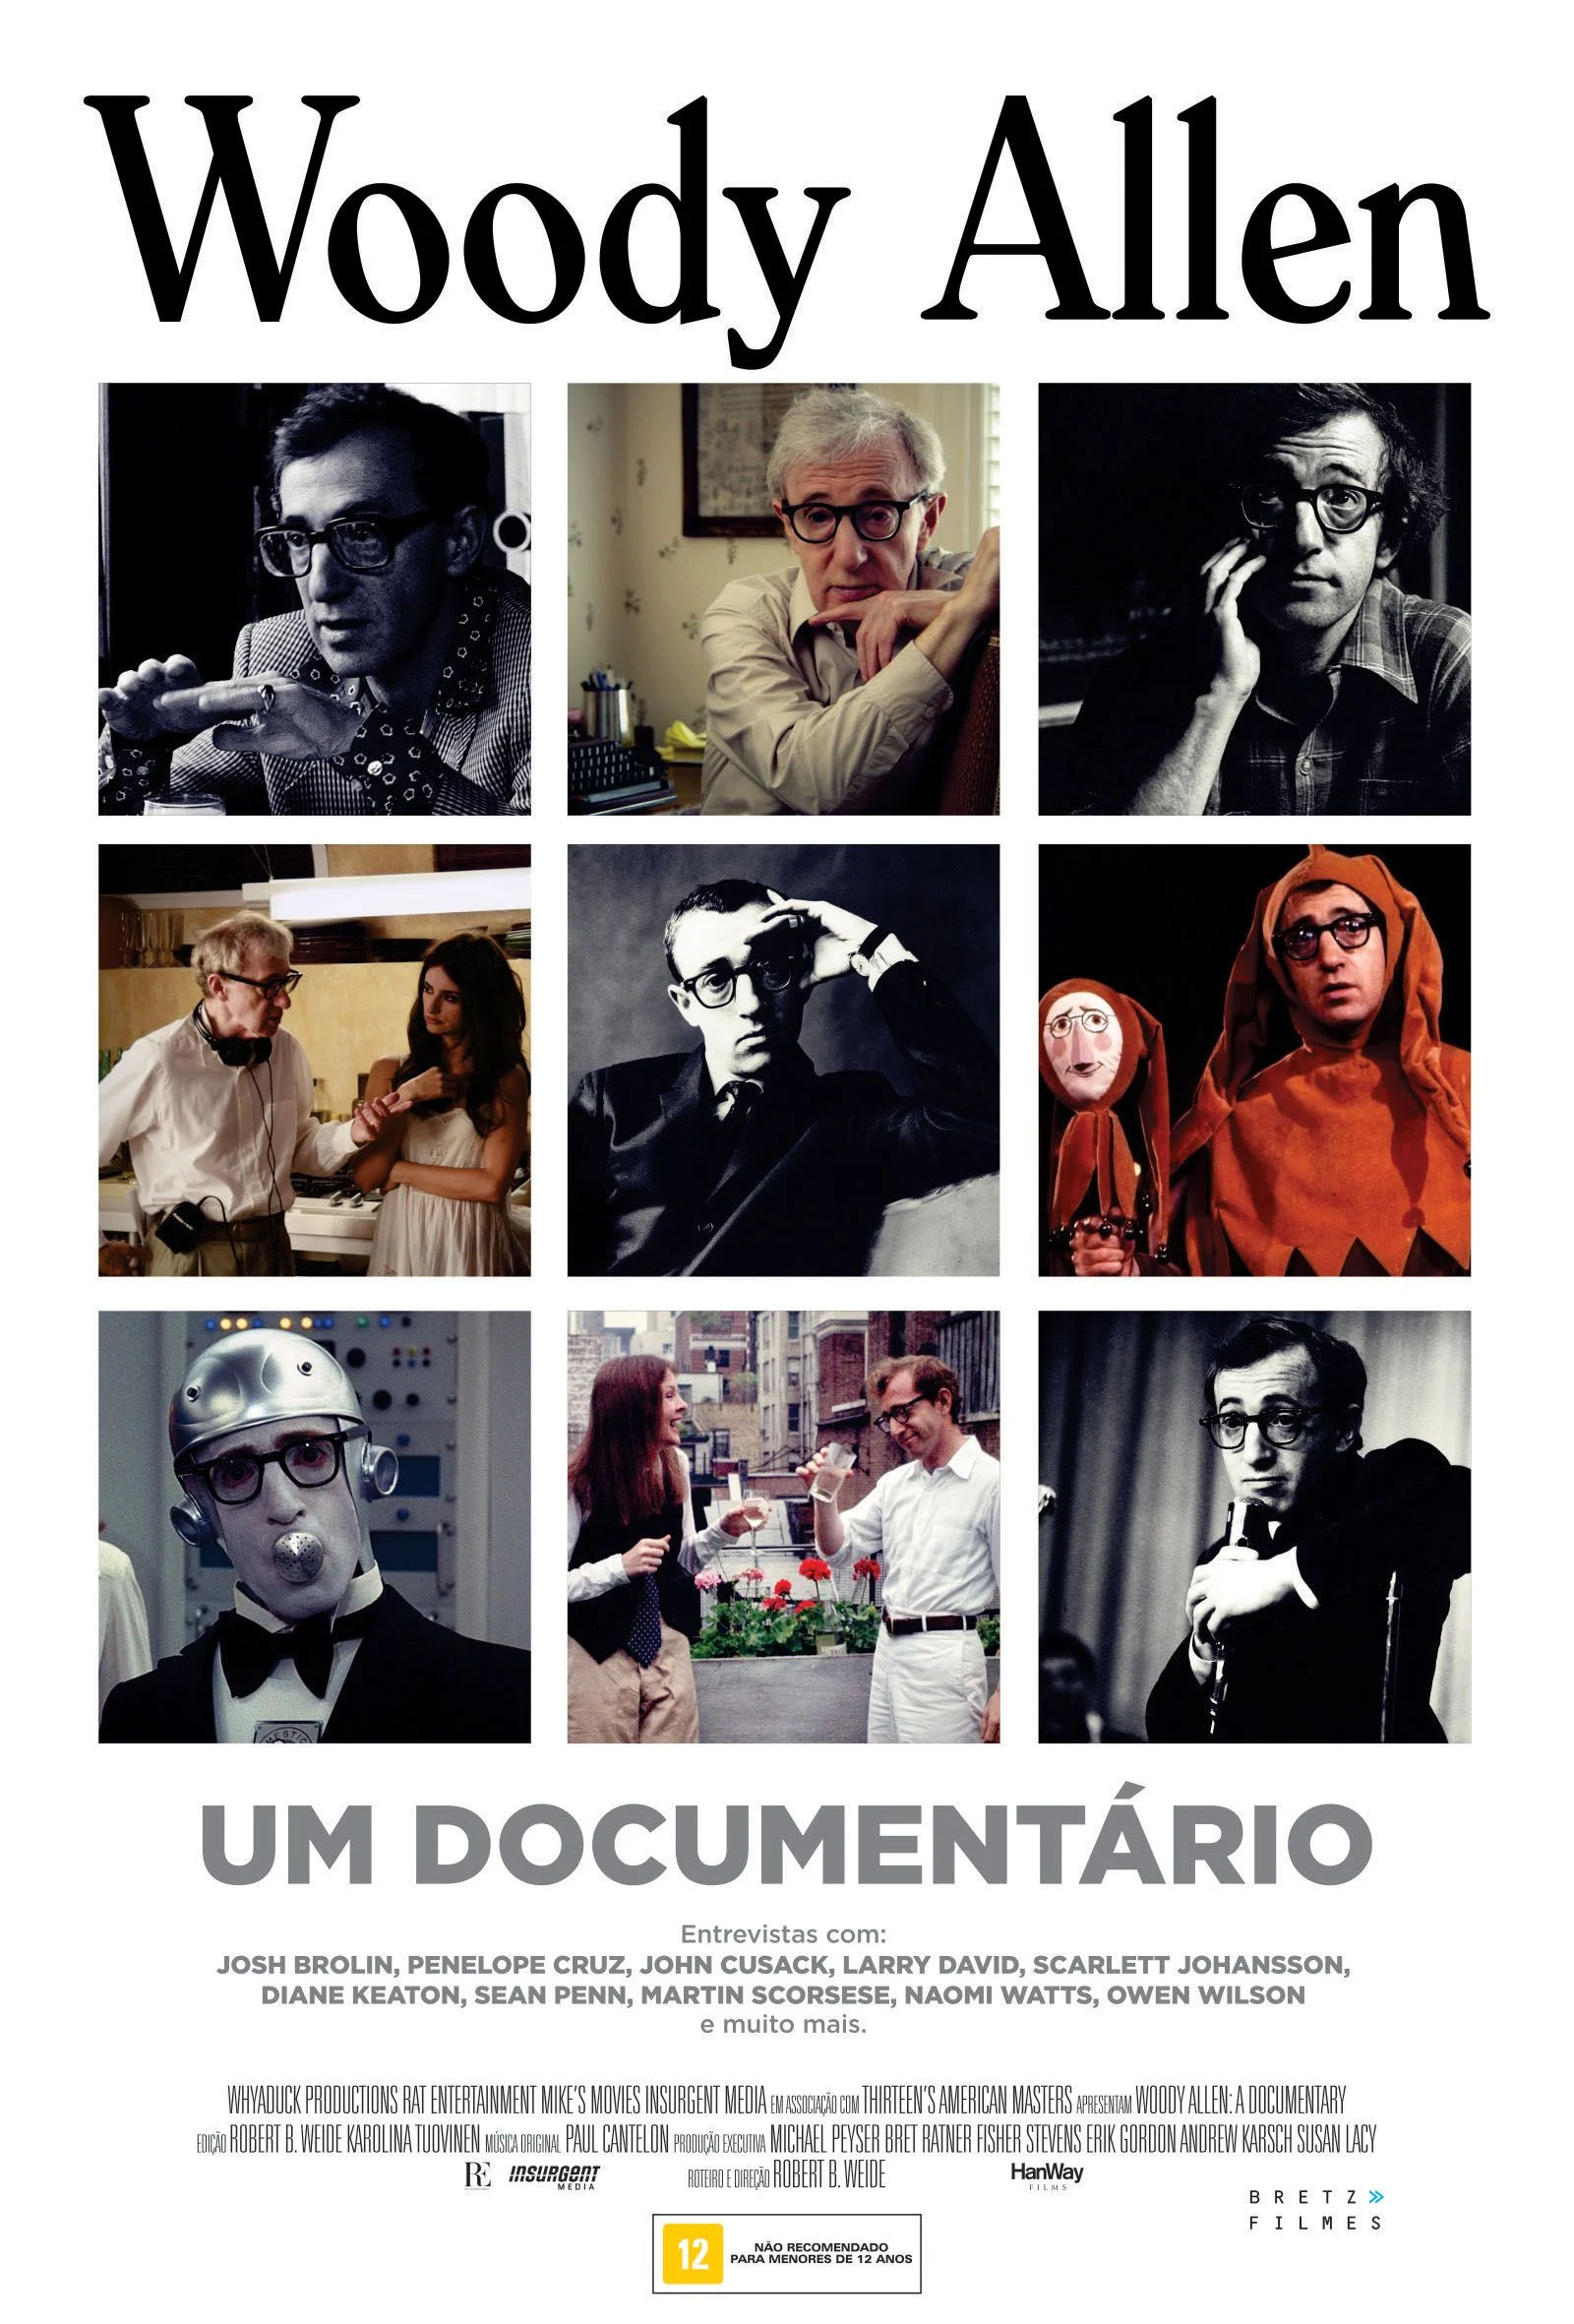 Woody Allen
UM DOCUMENTÁRIO
Entrevistas com:
JOSH BROLIN, PENELOPE CRUZ, JOHN CUSACK, LARRY DAVID, SCARLETT JOHANSSON,
DIANE KEATON, SEAN PENN, MARTIN SCORSESE, NAOMI WATTS, OWEN WILSON
e muito mais.
WHYADUCK PRODUCTIONS RAT ENTERTAINMENT MIKE'S MOVIES INSURGENT MEDIA EM ASSOCIAÇÃO COM THIRTEEN'S AMERICAN MASTERS APRESENTAM WOODY ALLEN: A DOCUMENTARY
EDIÇÃO ROBERT B. WEIDE KAROLINA TUOVINEN MÚSICA ORIGINAL PAUL CANTELON PRODUÇÃO EXECUTIVA MICHAEL PEYSER BRET RATNER FISHER STEVENS ERIK GORDON ANDREW KARSCH SUSAN LACY
RE INSURGENT MEDIA ROTEIRO E DIREÇÃO ROBERT B. WEIDE HanWay FILMS
BRETZ
FILMES
12 NÃO RECOMENDADO
PARA MENORES DE 12 ANOS